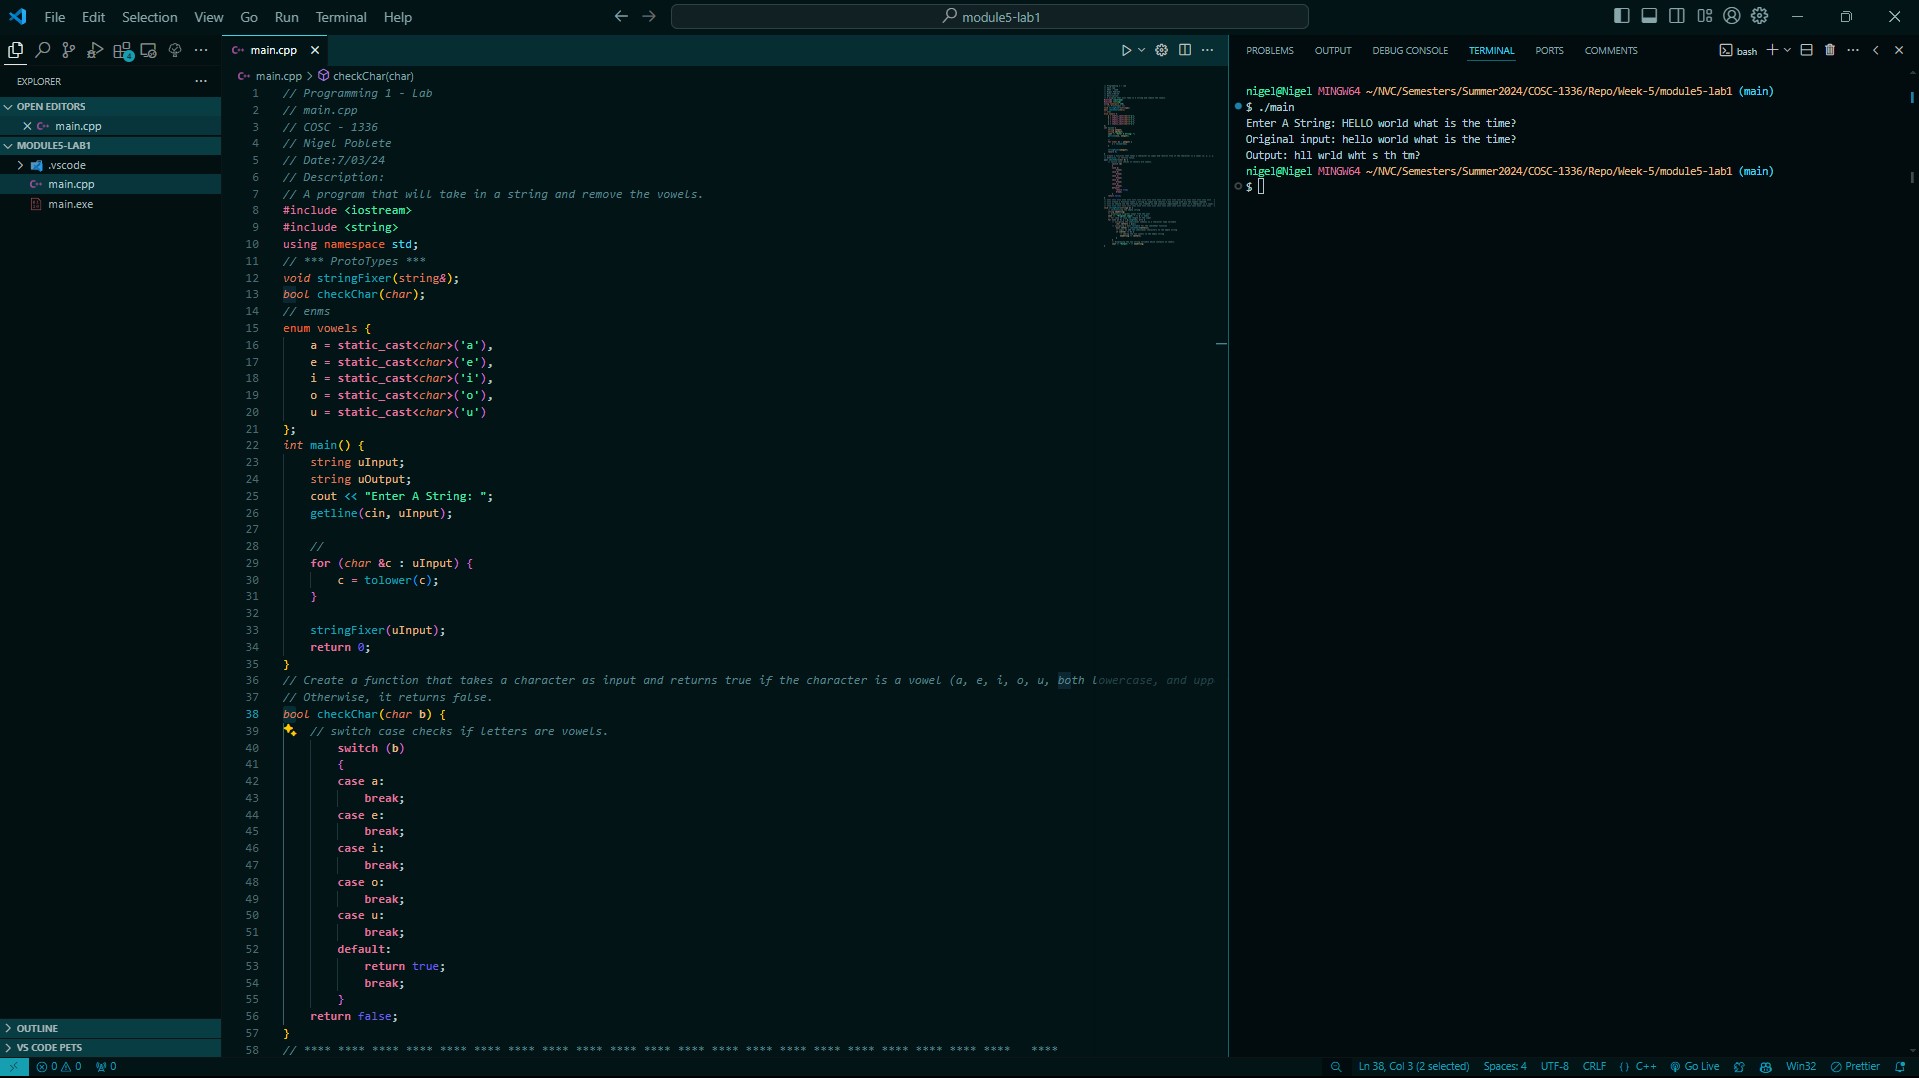 File Edit Selection View Go Run Terminal Help
module5-lab1
EXPLORER
OPEN EDITORS
main.cpp
MODULE5-LAB1
.vscode
main.cpp
main.exe
OUTLINE
VS CODE PETS
main.cpp
main.cpp > checkChar(char)
1 // Programming 1 - Lab
2 // main.cpp
3 // COSC - 1336
4 // Nigel Poblete
5 // Date:7/03/24
6 // Description:
7 // A program that will take in a string and remove the vowels.
8 #include <iostream>
9 #include <string>
10 using namespace std;
11 // *** ProtoTypes ***
12 void stringFixer(string&);
13 bool checkChar(char);
14 // enms
15 enum vowels {
16 a = static_cast<char>('a'),
17 e = static_cast<char>('e'),
18 i = static_cast<char>('i'),
19 o = static_cast<char>('o'),
20 u = static_cast<char>('u')
21 };
22 int main() {
23 string uInput;
24 string uOutput;
25 cout << "Enter A String: ";
26 getline(cin, uInput);
27
28 //
29 for (char &c : uInput) {
30 c = tolower(c);
31 }
32
33 stringFixer(uInput);
34 return 0;
35 }
36 // Create a function that takes a character as input and returns true if the character is a vowel (a, e, i, o, u, both lowercase, and upp
37 // Otherwise, it returns false.
38 bool checkChar(char b) {
39 // switch case checks if letters are vowels.
40 switch (b)
41 {
42 case a:
43 break;
44 case e:
45 break;
46 case i:
47 break;
48 case o:
49 break;
50 case u:
51 break;
52 default:
53 return true;
54 break;
55 }
56 return false;
57 }
58 // **** **** **** **** **** **** **** **** **** **** **** **** **** **** **** **** **** **** **** **** **** ****
PROBLEMS OUTPUT DEBUG CONSOLE TERMINAL PORTS COMMENTS
bash
nigel@Nigel MINGW64 ~/NVC/Semesters/Summer2024/COSC-1336/Repo/Week-5/module5-lab1 (main)
$ ./main
Enter A String: HELLO world what is the time?
Original input: hello world what is the time?
Output: hll wrld wht s th tm?
nigel@Nigel MINGW64 ~/NVC/Semesters/Summer2024/COSC-1336/Repo/Week-5/module5-lab1 (main)
$
0 0 0 Ln 38, Col 3 (2 selected) Spaces: 4 UTF-8 CRLF {} C++ Go Live Win32 Prettier